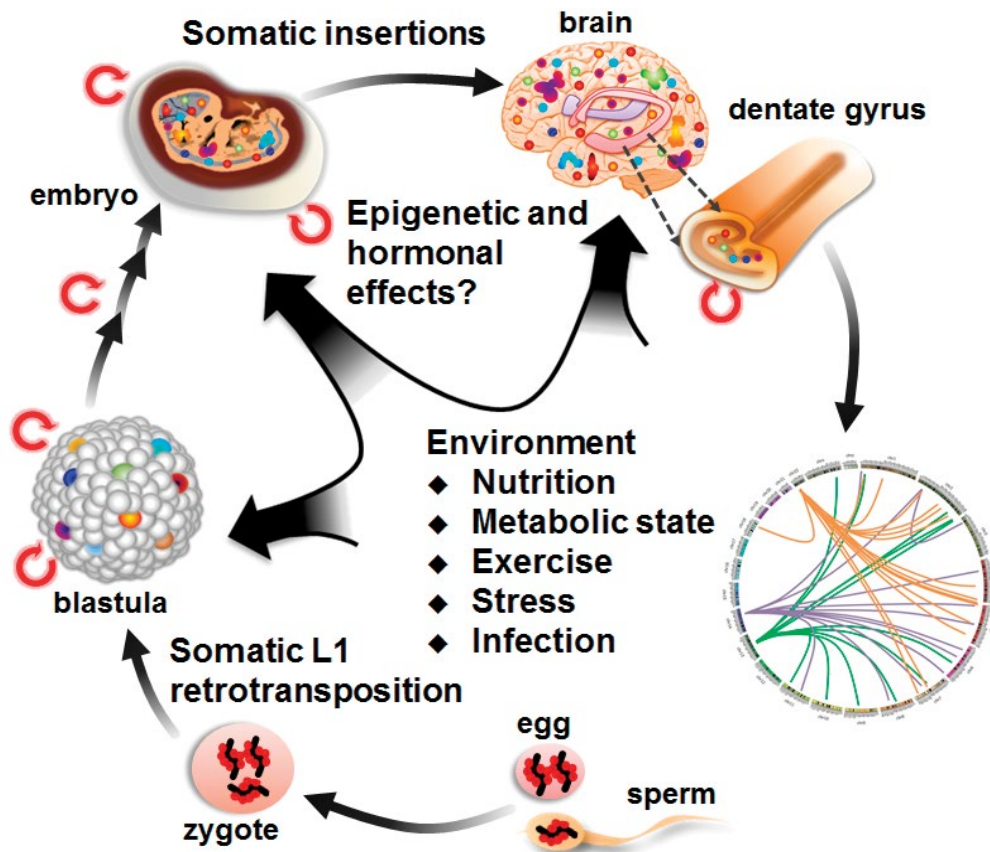 Somatic insertions
brain
dentate gyrus
embryo
Epigenetic and
hormonal
effects?
Environment
◆ Nutrition
◆ Metabolic state
◆ Exercise
◆ Stress
◆ Infection
blastula
Somatic L1
retrotransposition
egg
sperm
zygote